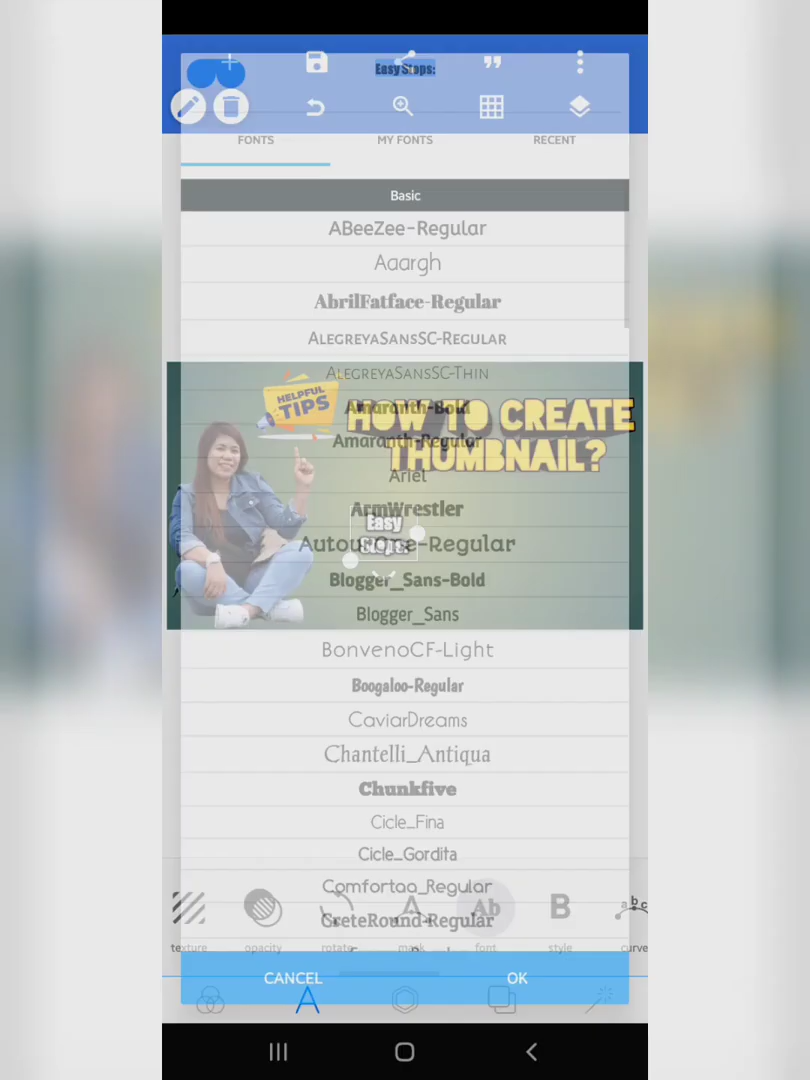 Easy Steps:
FONTS
MY FONTS
RECENT
Basic
ABeeZee-Regular
Aaargh
AbrilFatface-Regular
AlegreyaSansSC-Regular
AlegreyaSansSC-Thin
HELPFUL
TIPS
Amaranth-Bold
HOW TO CREATE
THUMBNAIL?
Amaranth-Regular
Ariel
ArmWrestler
Easy
Steps:
AutourOne-Regular
Blogger_Sans-Bold
Blogger_Sans
BonvenoCF-Light
Boogaloo-Regular
CaviarDreams
Chantelli_Antiqua
Chunkfive
Cicle_Fina
Cicle_Gordita
Comfortaa_Regular
CreteRound-Regular
texture
opacity
rotate
mask
font
style
curve
CANCEL
OK